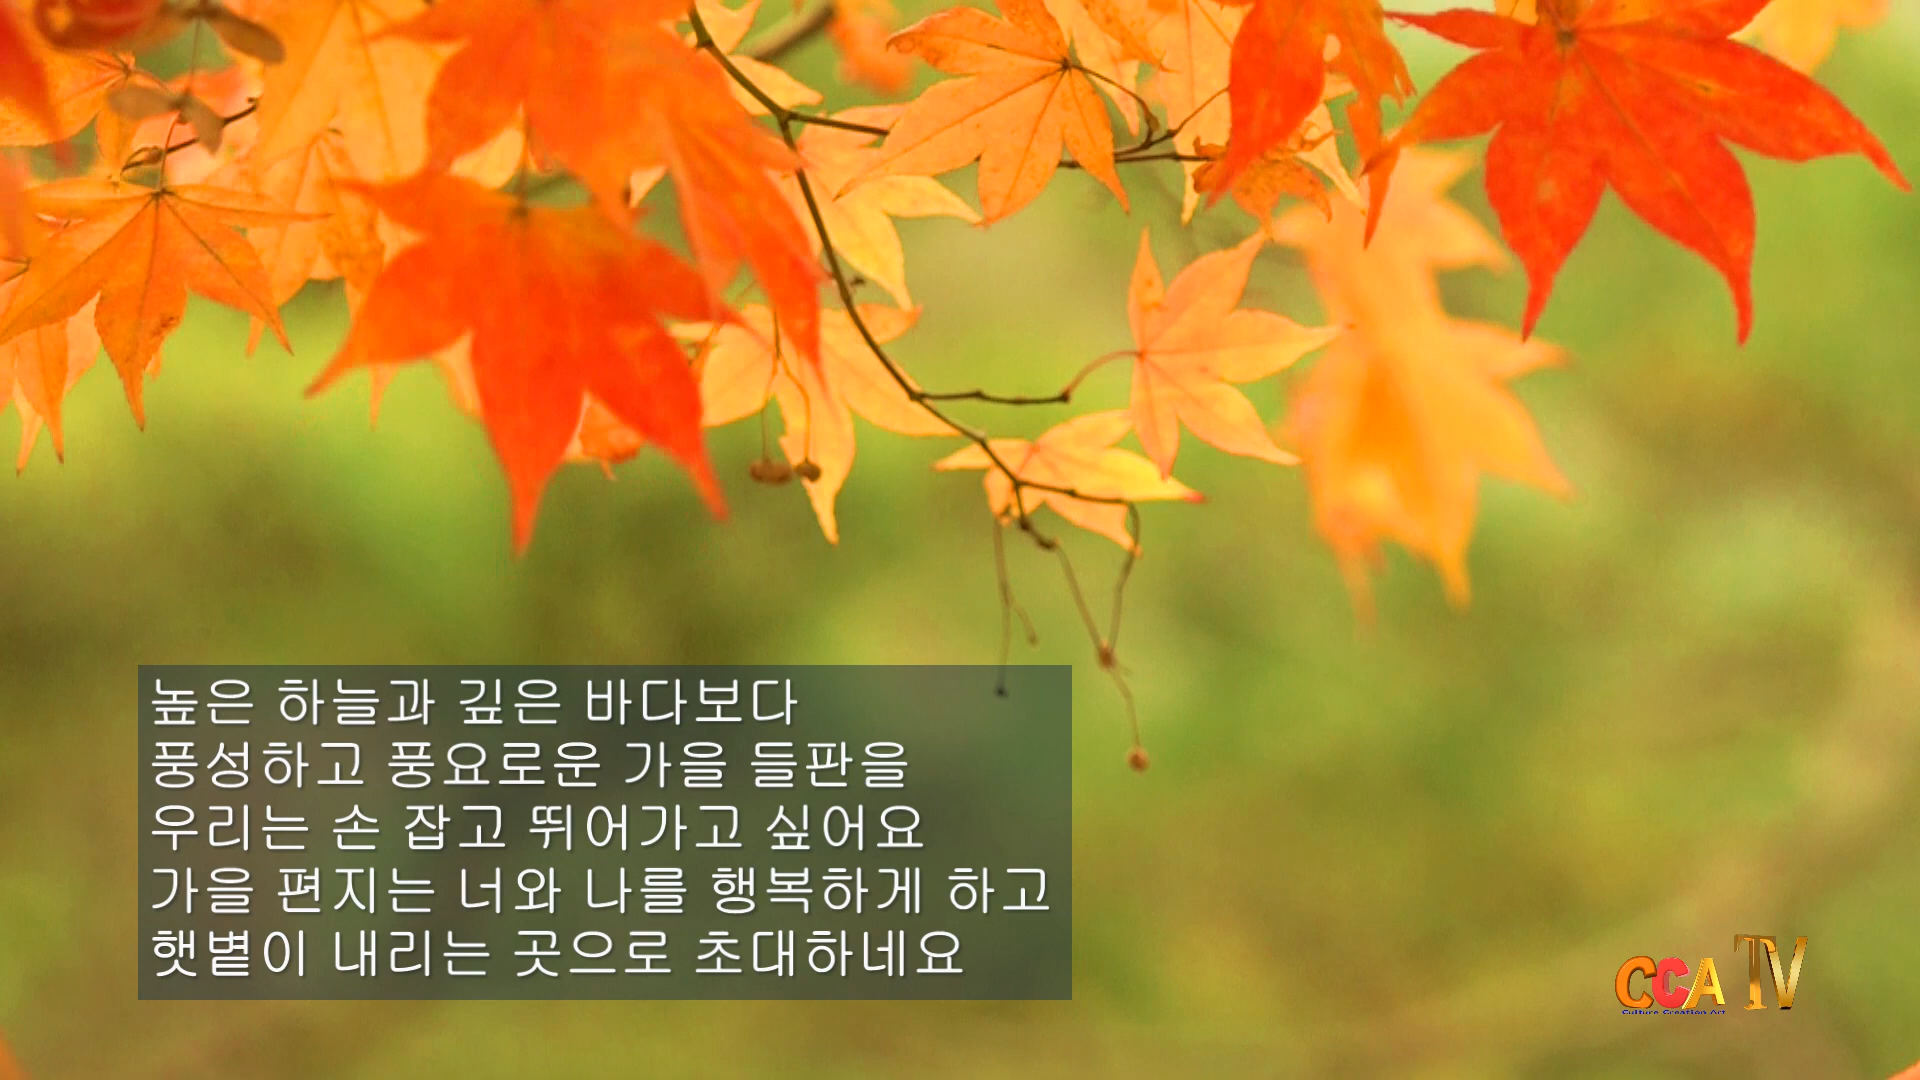 높은 하늘과 깊은 바다보다
풍성하고 풍요로운 가을 들판을
우리는 손 잡고 뛰어가고 싶어요
가을 편지는 너와 나를 행복하게 하고
햇볕이 내리는 곳으로 초대하네요
CCA TV
Culture Creation Art